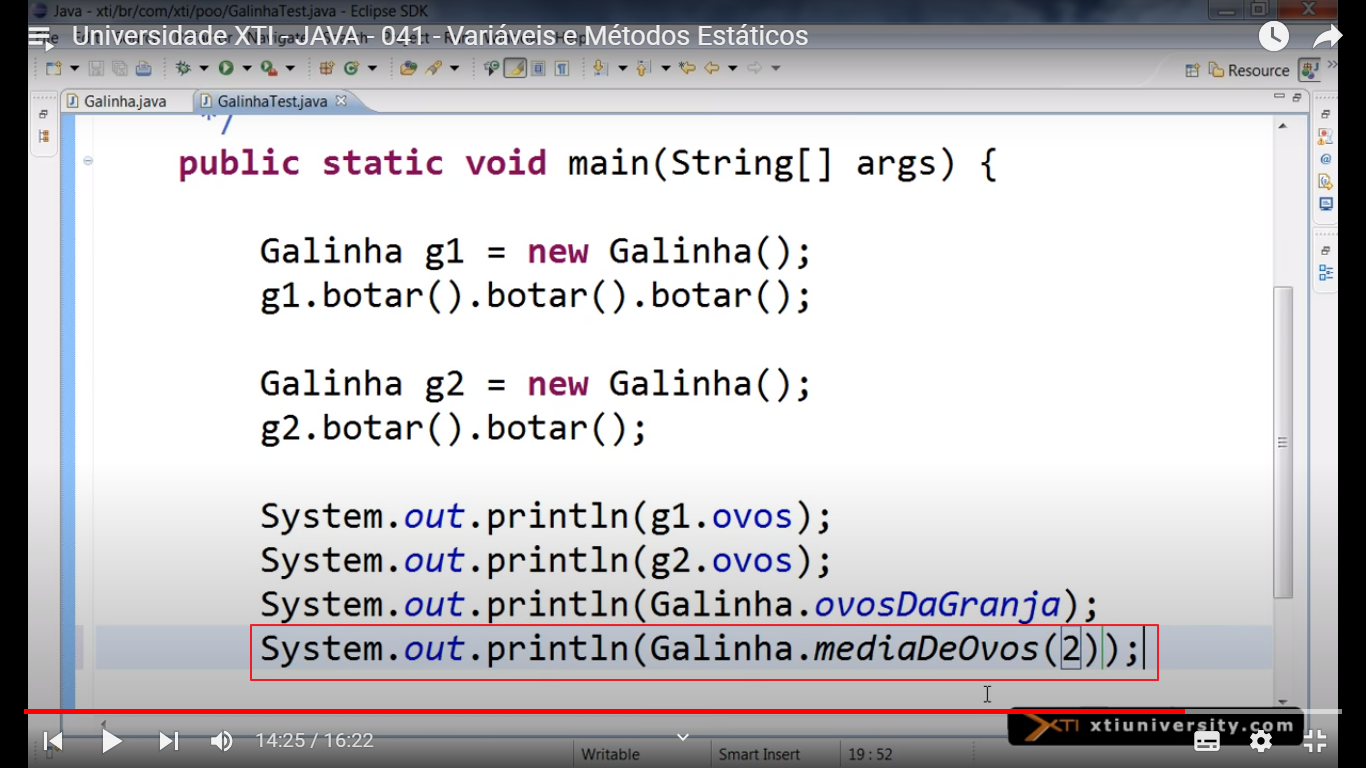 Java - xti/br/com/xti/poo/GalinhaTest.java - Eclipse SDK
Universidade XTI - JAVA - 041 - Variáveis e Métodos Estáticos
Resource
Galinha.java
GalinhaTest.java
*/
public static void main(String[] args) {
Galinha g1 = new Galinha();
g1.botar().botar().botar();
Galinha g2 = new Galinha();
g2.botar().botar();
System.out.println(g1.ovos);
System.out.println(g2.ovos);
System.out.println(Galinha.ovosDaGranja);
System.out.println(Galinha.mediaDeOvos(2));
XTI xtiuniversity.com
14:25 / 16:22
Writable
Smart Insert
19 : 52